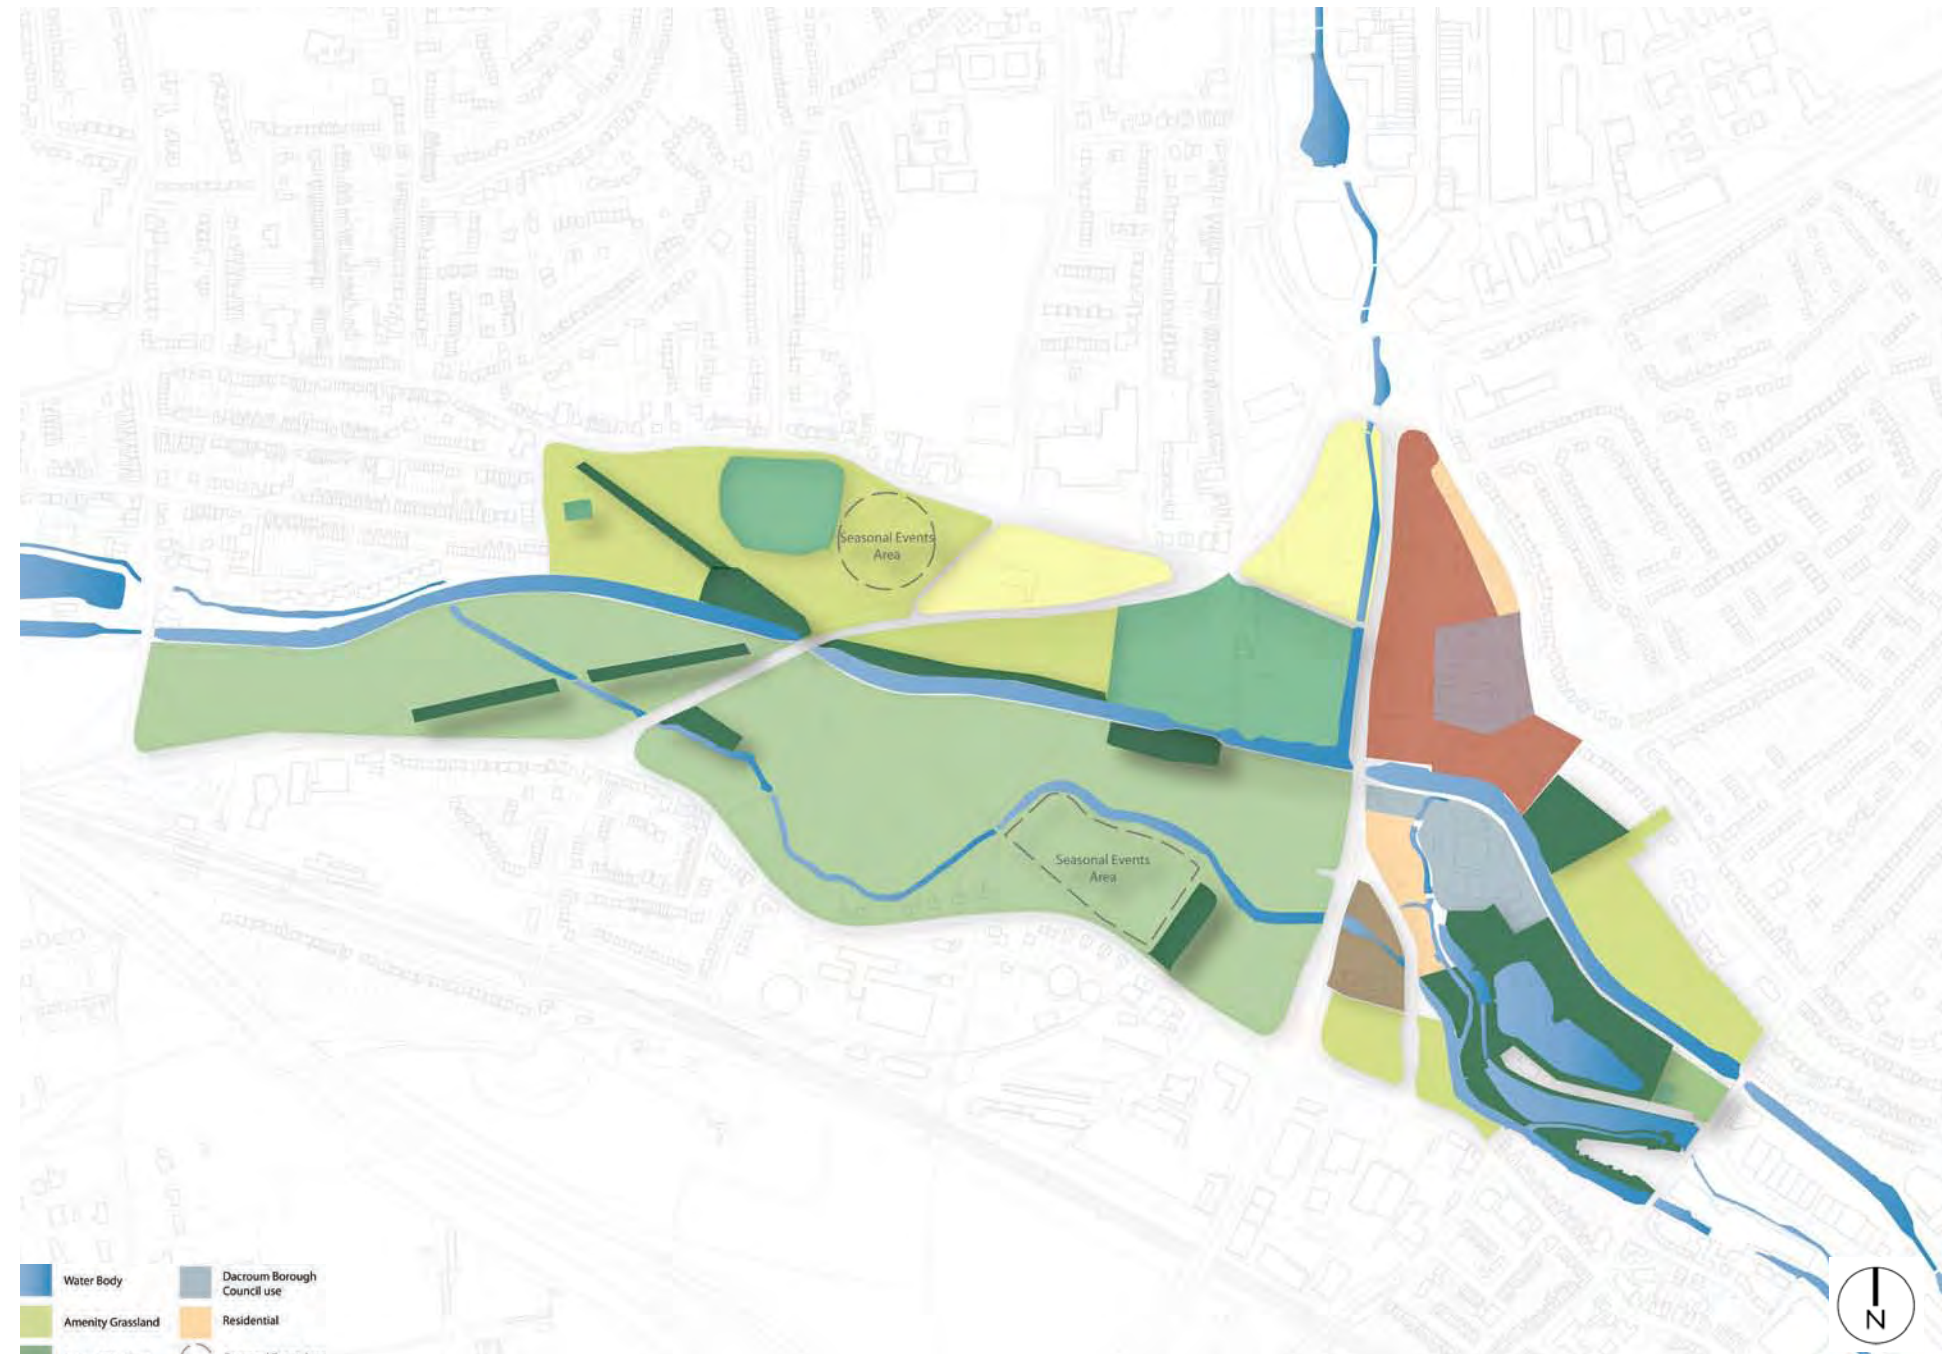 Seasonal Events
Area
Seasonal Events
Area
Water Body
Dacroum Borough
Council use
Amenity Grassland
Residential
N